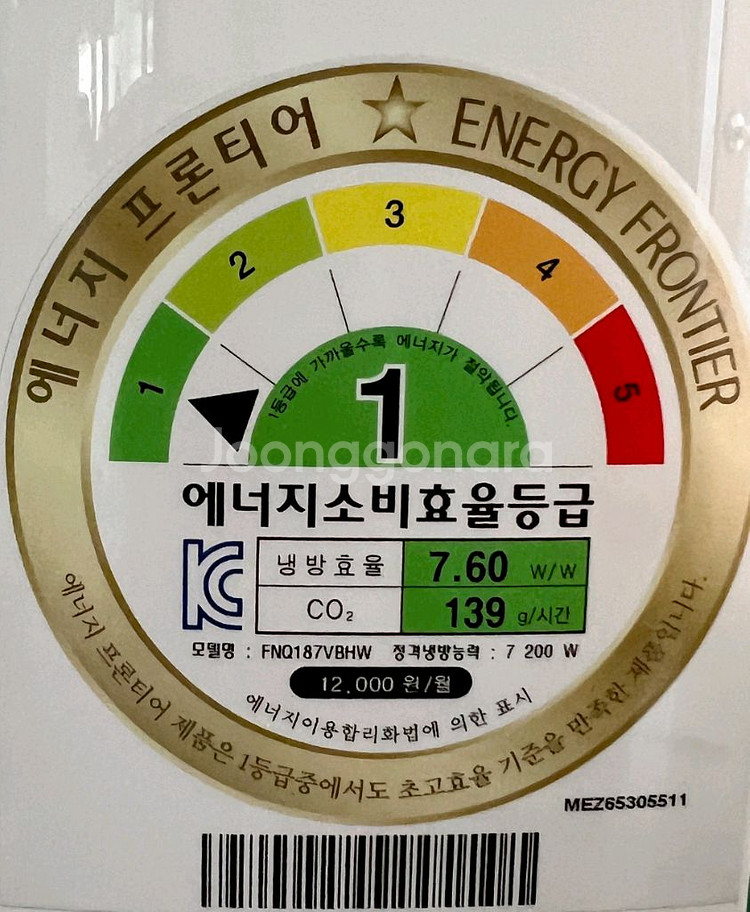 에너지 프론티어 ★ ENERGY FRONTIER
1 2 3 4 5
1등급에 가까울수록 에너지가 절약됩니다.
1
Joonggonara
에너지소비효율등급
냉방효율 7.60 W/W
CO₂ 139 g/시간
모델명 : FNQ187VBHW 정격냉방능력 : 7 200 W
12,000 원/월
에너지이용합리화법에 의한 표시
에너지 프론티어 제품은 1등급중에서도 초고효율 기준을 만족한 제품입니다.
MEZ65305511